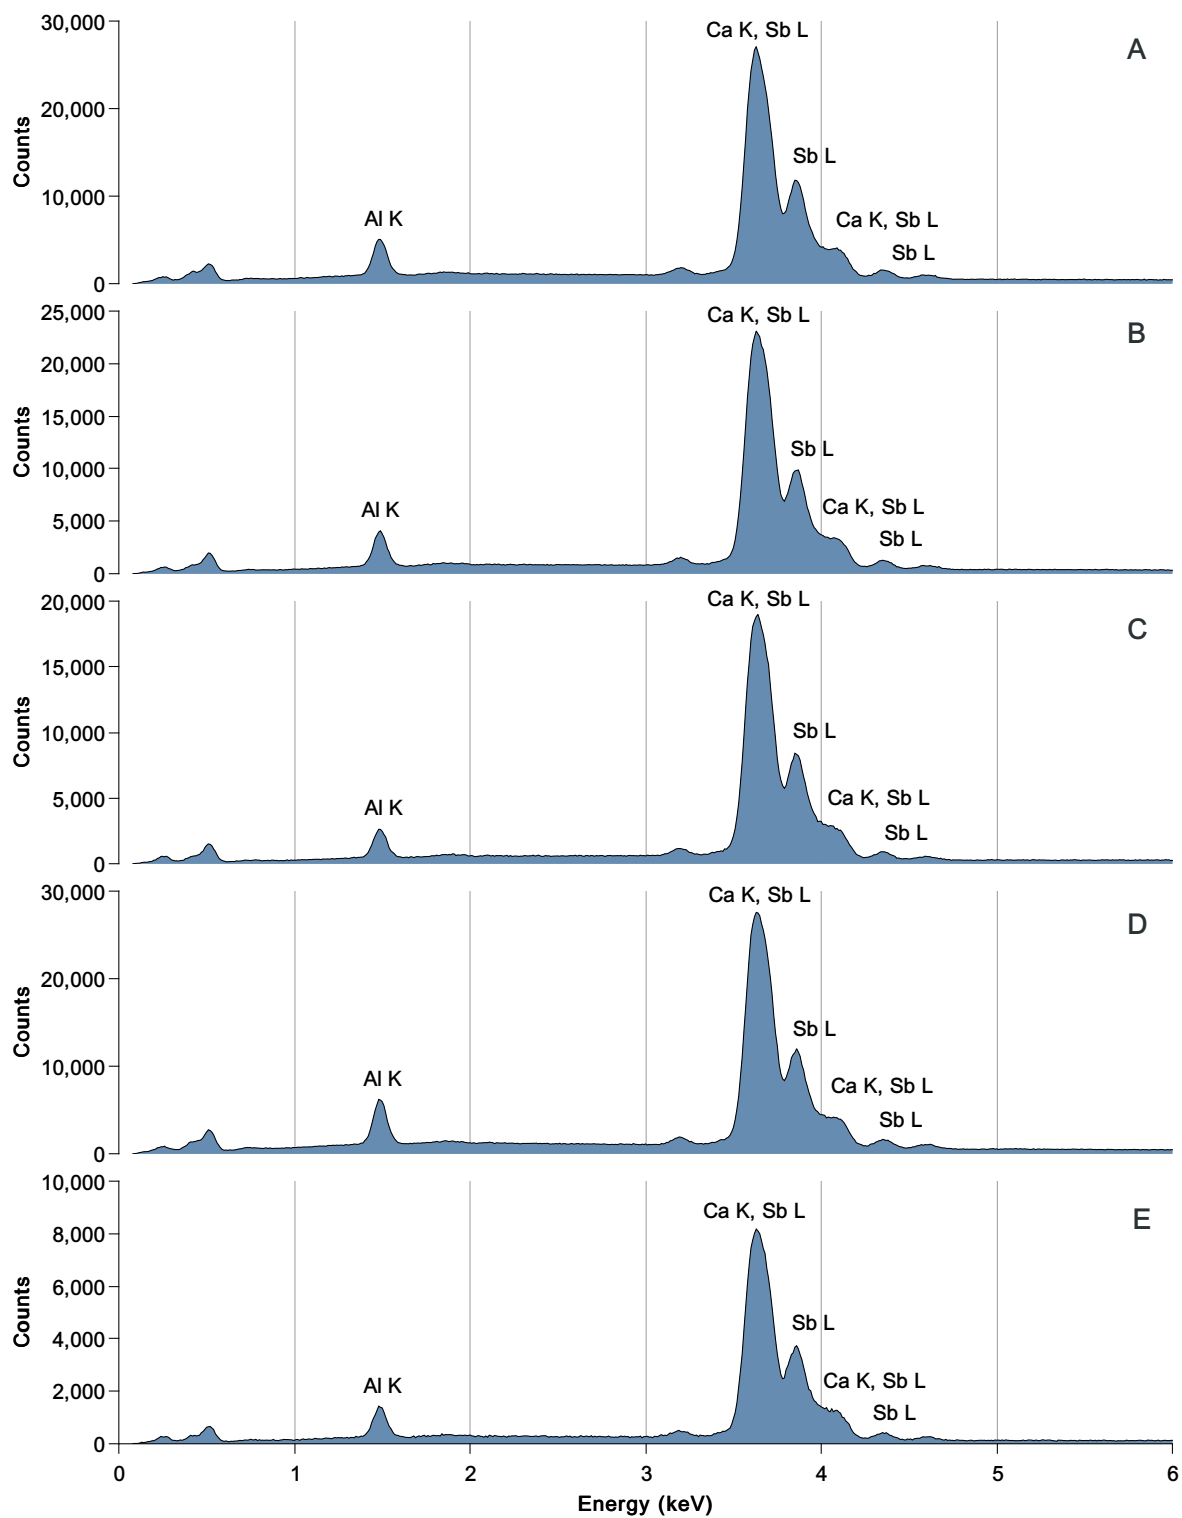 30,000
20,000
10,000
0
Counts
Al K
Ca K, Sb L
Sb L
Ca K, Sb L
Sb L
A
25,000
20,000
15,000
10,000
5,000
0
Counts
Al K
Ca K, Sb L
Sb L
Ca K, Sb L
Sb L
B
20,000
15,000
10,000
5,000
0
Counts
Al K
Ca K, Sb L
Sb L
Ca K, Sb L
Sb L
C
30,000
20,000
10,000
0
Counts
Al K
Ca K, Sb L
Sb L
Ca K, Sb L
Sb L
D
10,000
8,000
6,000
4,000
2,000
0
Counts
Al K
Ca K, Sb L
Sb L
Ca K, Sb L
Sb L
E
0 1 2 3 4 5 6
Energy (keV)